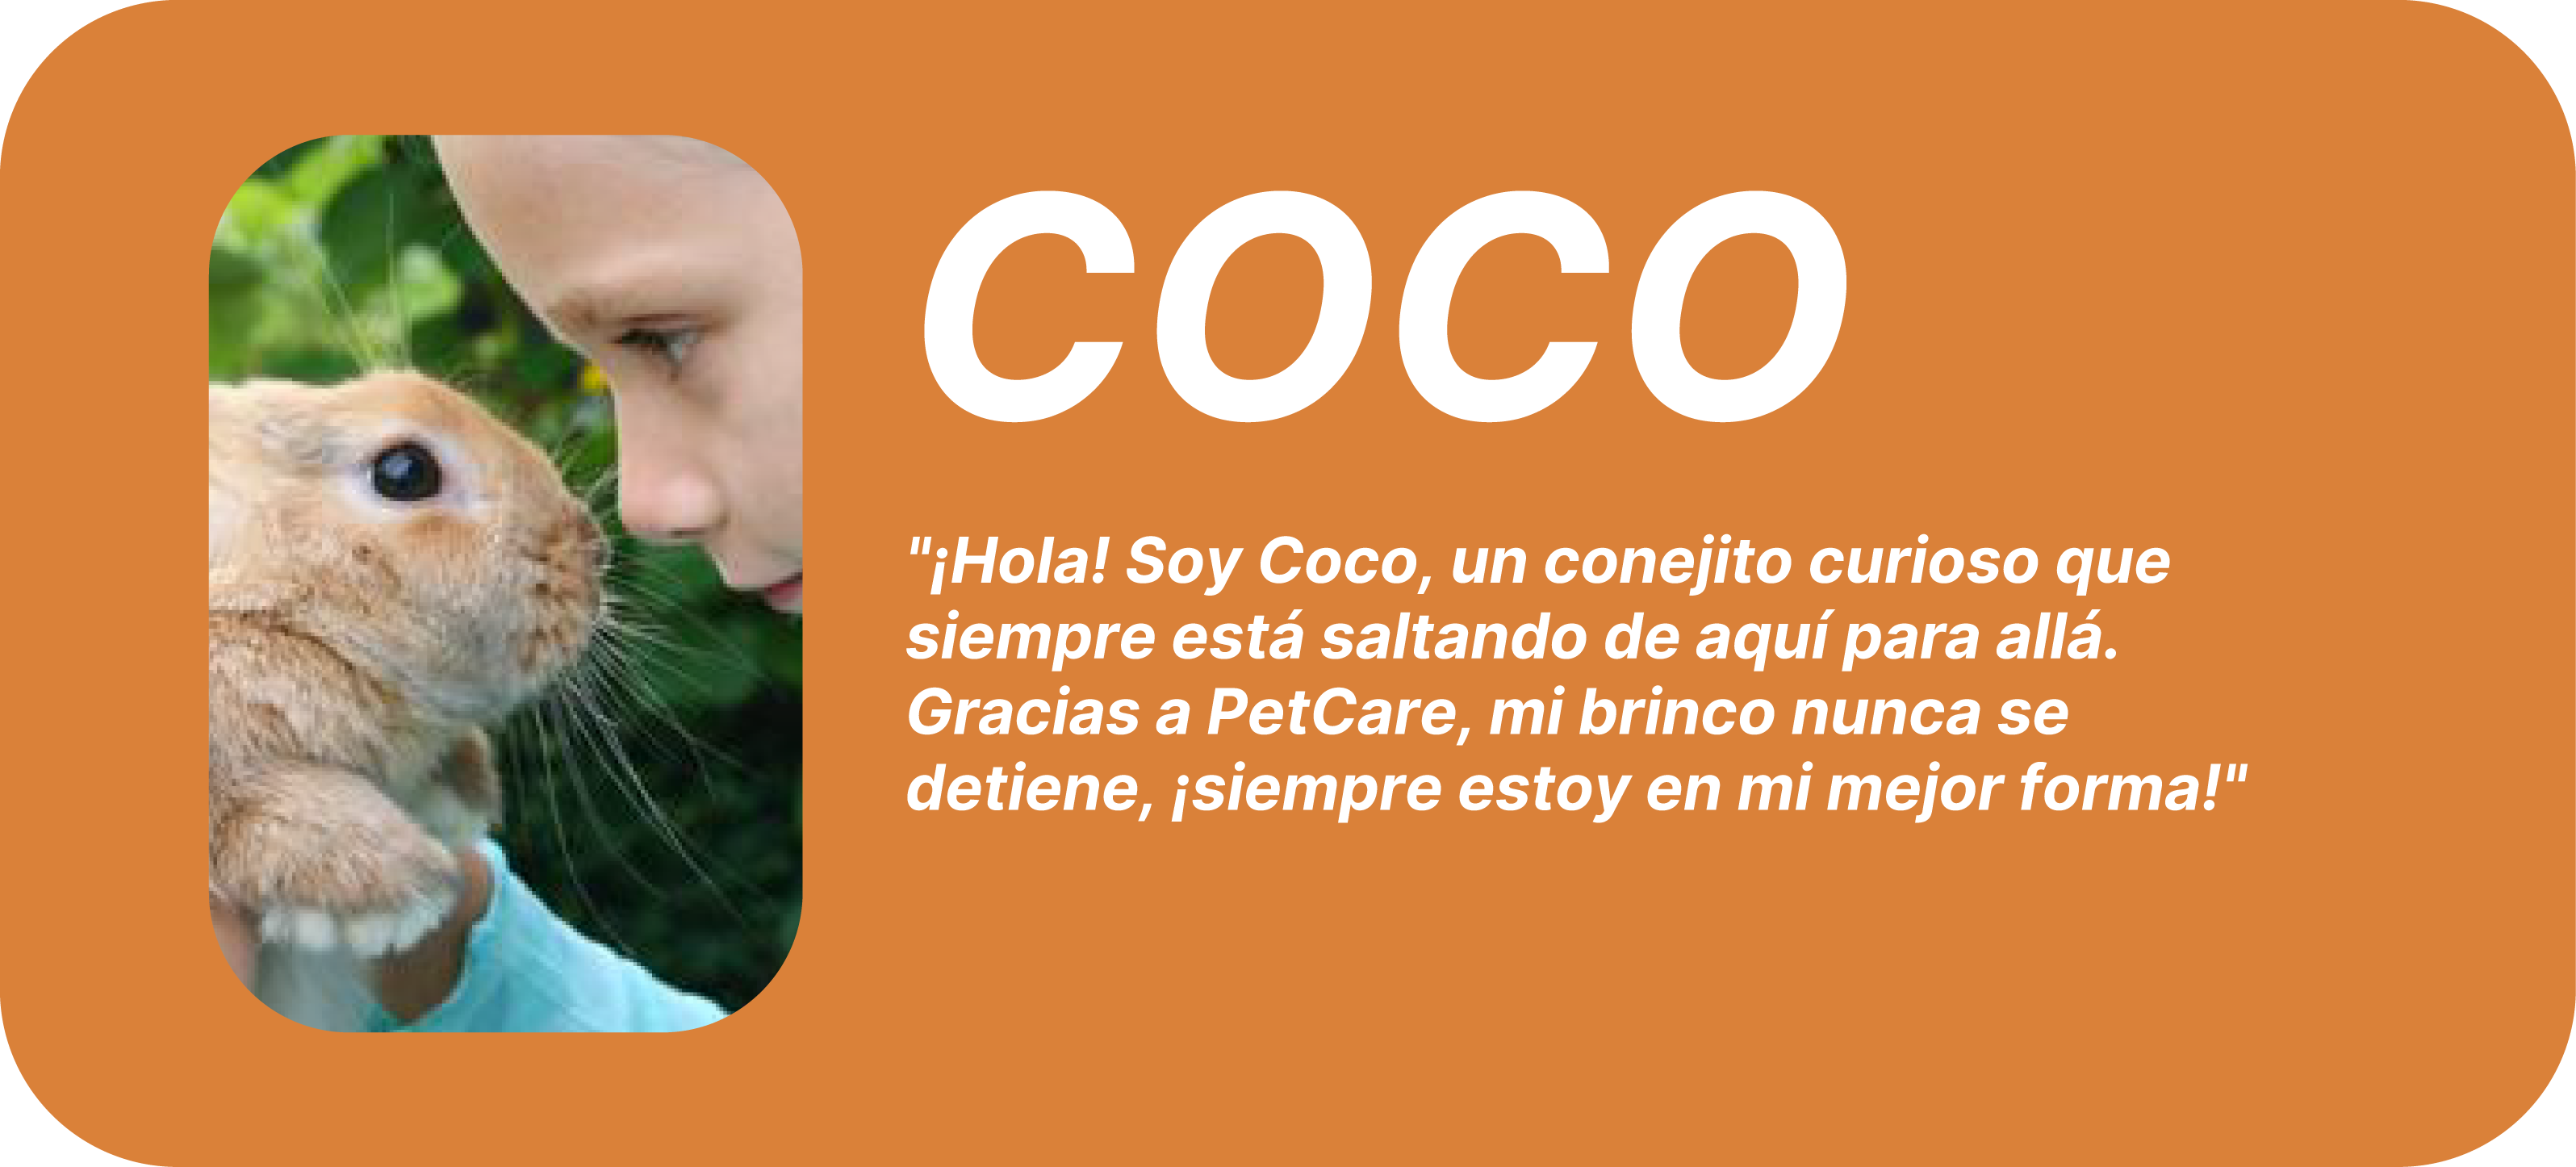 COCO
"¡Hola! Soy Coco, un conejito curioso que
siempre está saltando de aquí para allá.
Gracias a PetCare, mi brinco nunca se
detiene, ¡siempre estoy en mi mejor forma!"